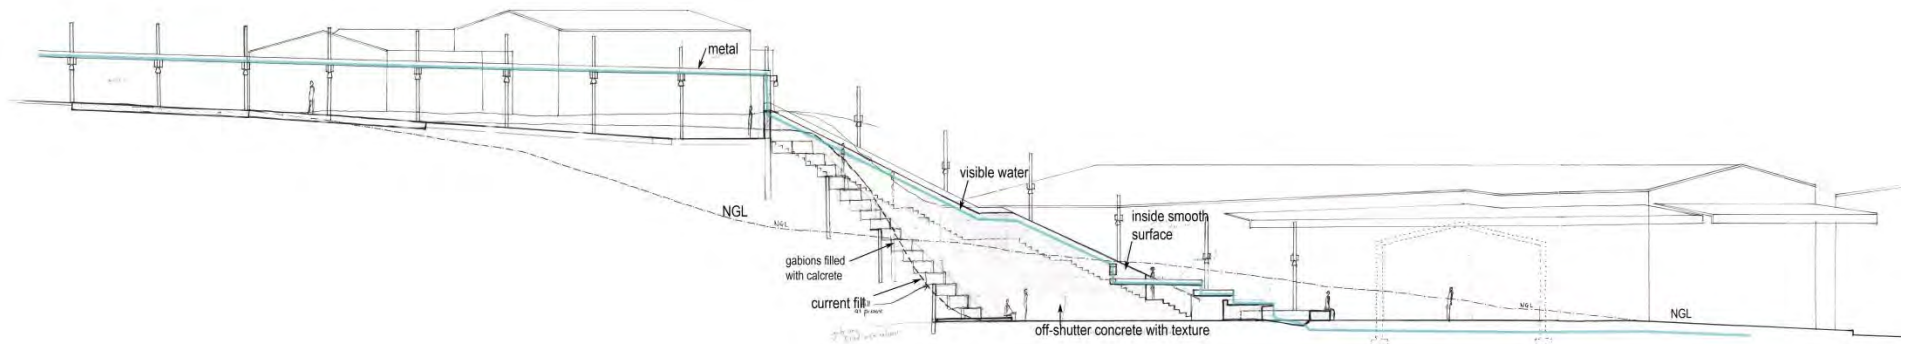 metal
visible water
inside smooth
surface
NGL
NGL
gabions filled
with calcrete
current fill
off-shutter concrete with texture
NGL
NGL